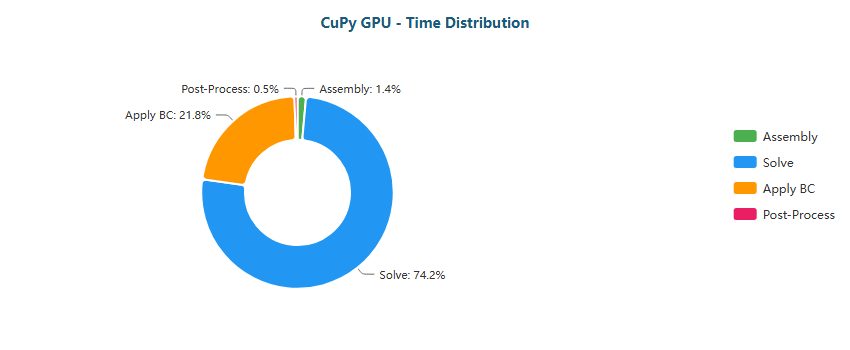 CuPy GPU - Time Distribution
Post-Process: 0.5%
Assembly: 1.4%
Apply BC: 21.8%
Solve: 74.2%
Assembly
Solve
Apply BC
Post-Process